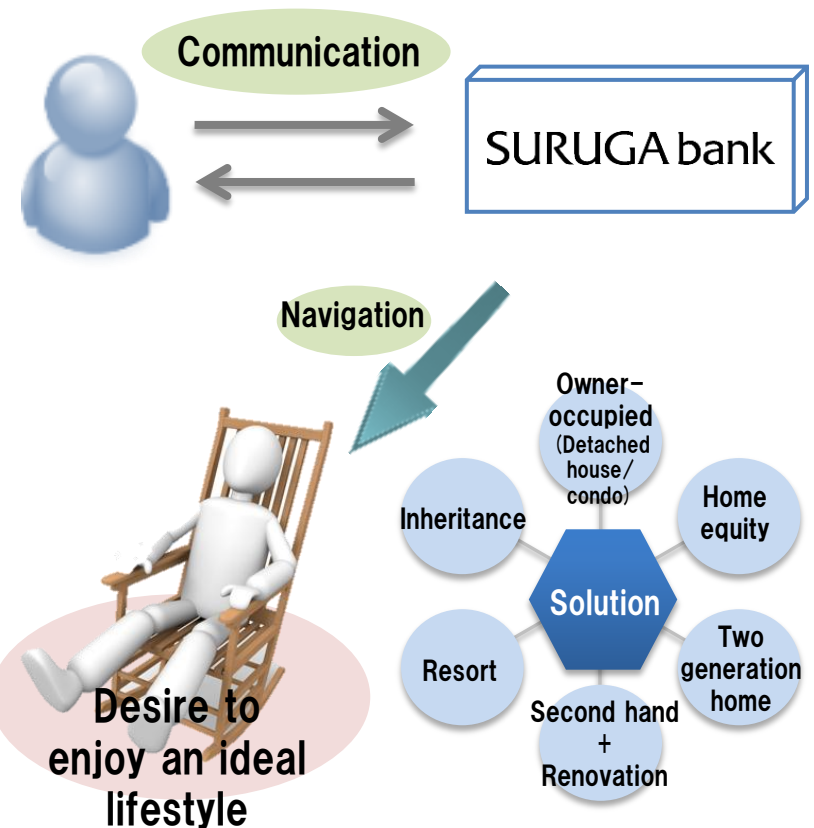 Communication
SURUGA bank
Navigation
Owner-
occupied
(Detached
house/
condo)
Inheritance
Home
equity
Solution
Resort
Two
generation
home
Second hand
+
Renovation
Desire to
enjoy an ideal
lifestyle